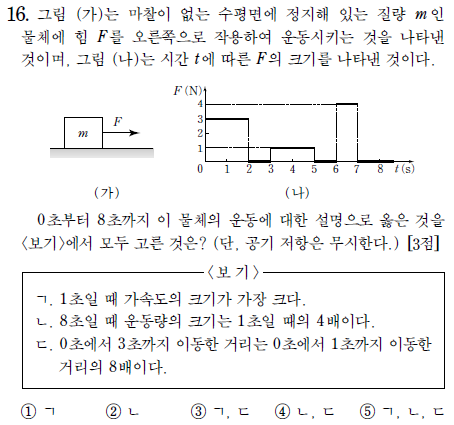 16. 그림 (가)는 마찰이 없는 수평면에 정지해 있는 질량 m인
물체에 힘 F를 오른쪽으로 작용하여 운동시키는 것을 나타낸
것이며, 그림 (나)는 시간 t에 따른 F의 크기를 나타낸 것이다.
F(N)
4
3
2
1
0 1 2 3 4 5 6 7 8 t(s)
m F
(가) (나)
0초부터 8초까지 이 물체의 운동에 대한 설명으로 옳은 것을
<보기>에서 모두 고른 것은? (단, 공기 저항은 무시한다.) [3점]
<보 기>
ㄱ. 1초일 때 가속도의 크기가 가장 크다.
ㄴ. 8초일 때 운동량의 크기는 1초일 때의 4배이다.
ㄷ. 0초에서 3초까지 이동한 거리는 0초에서 1초까지 이동한
거리의 8배이다.
① ㄱ ② ㄴ ③ ㄱ, ㄷ ④ ㄴ, ㄷ ⑤ ㄱ, ㄴ, ㄷ